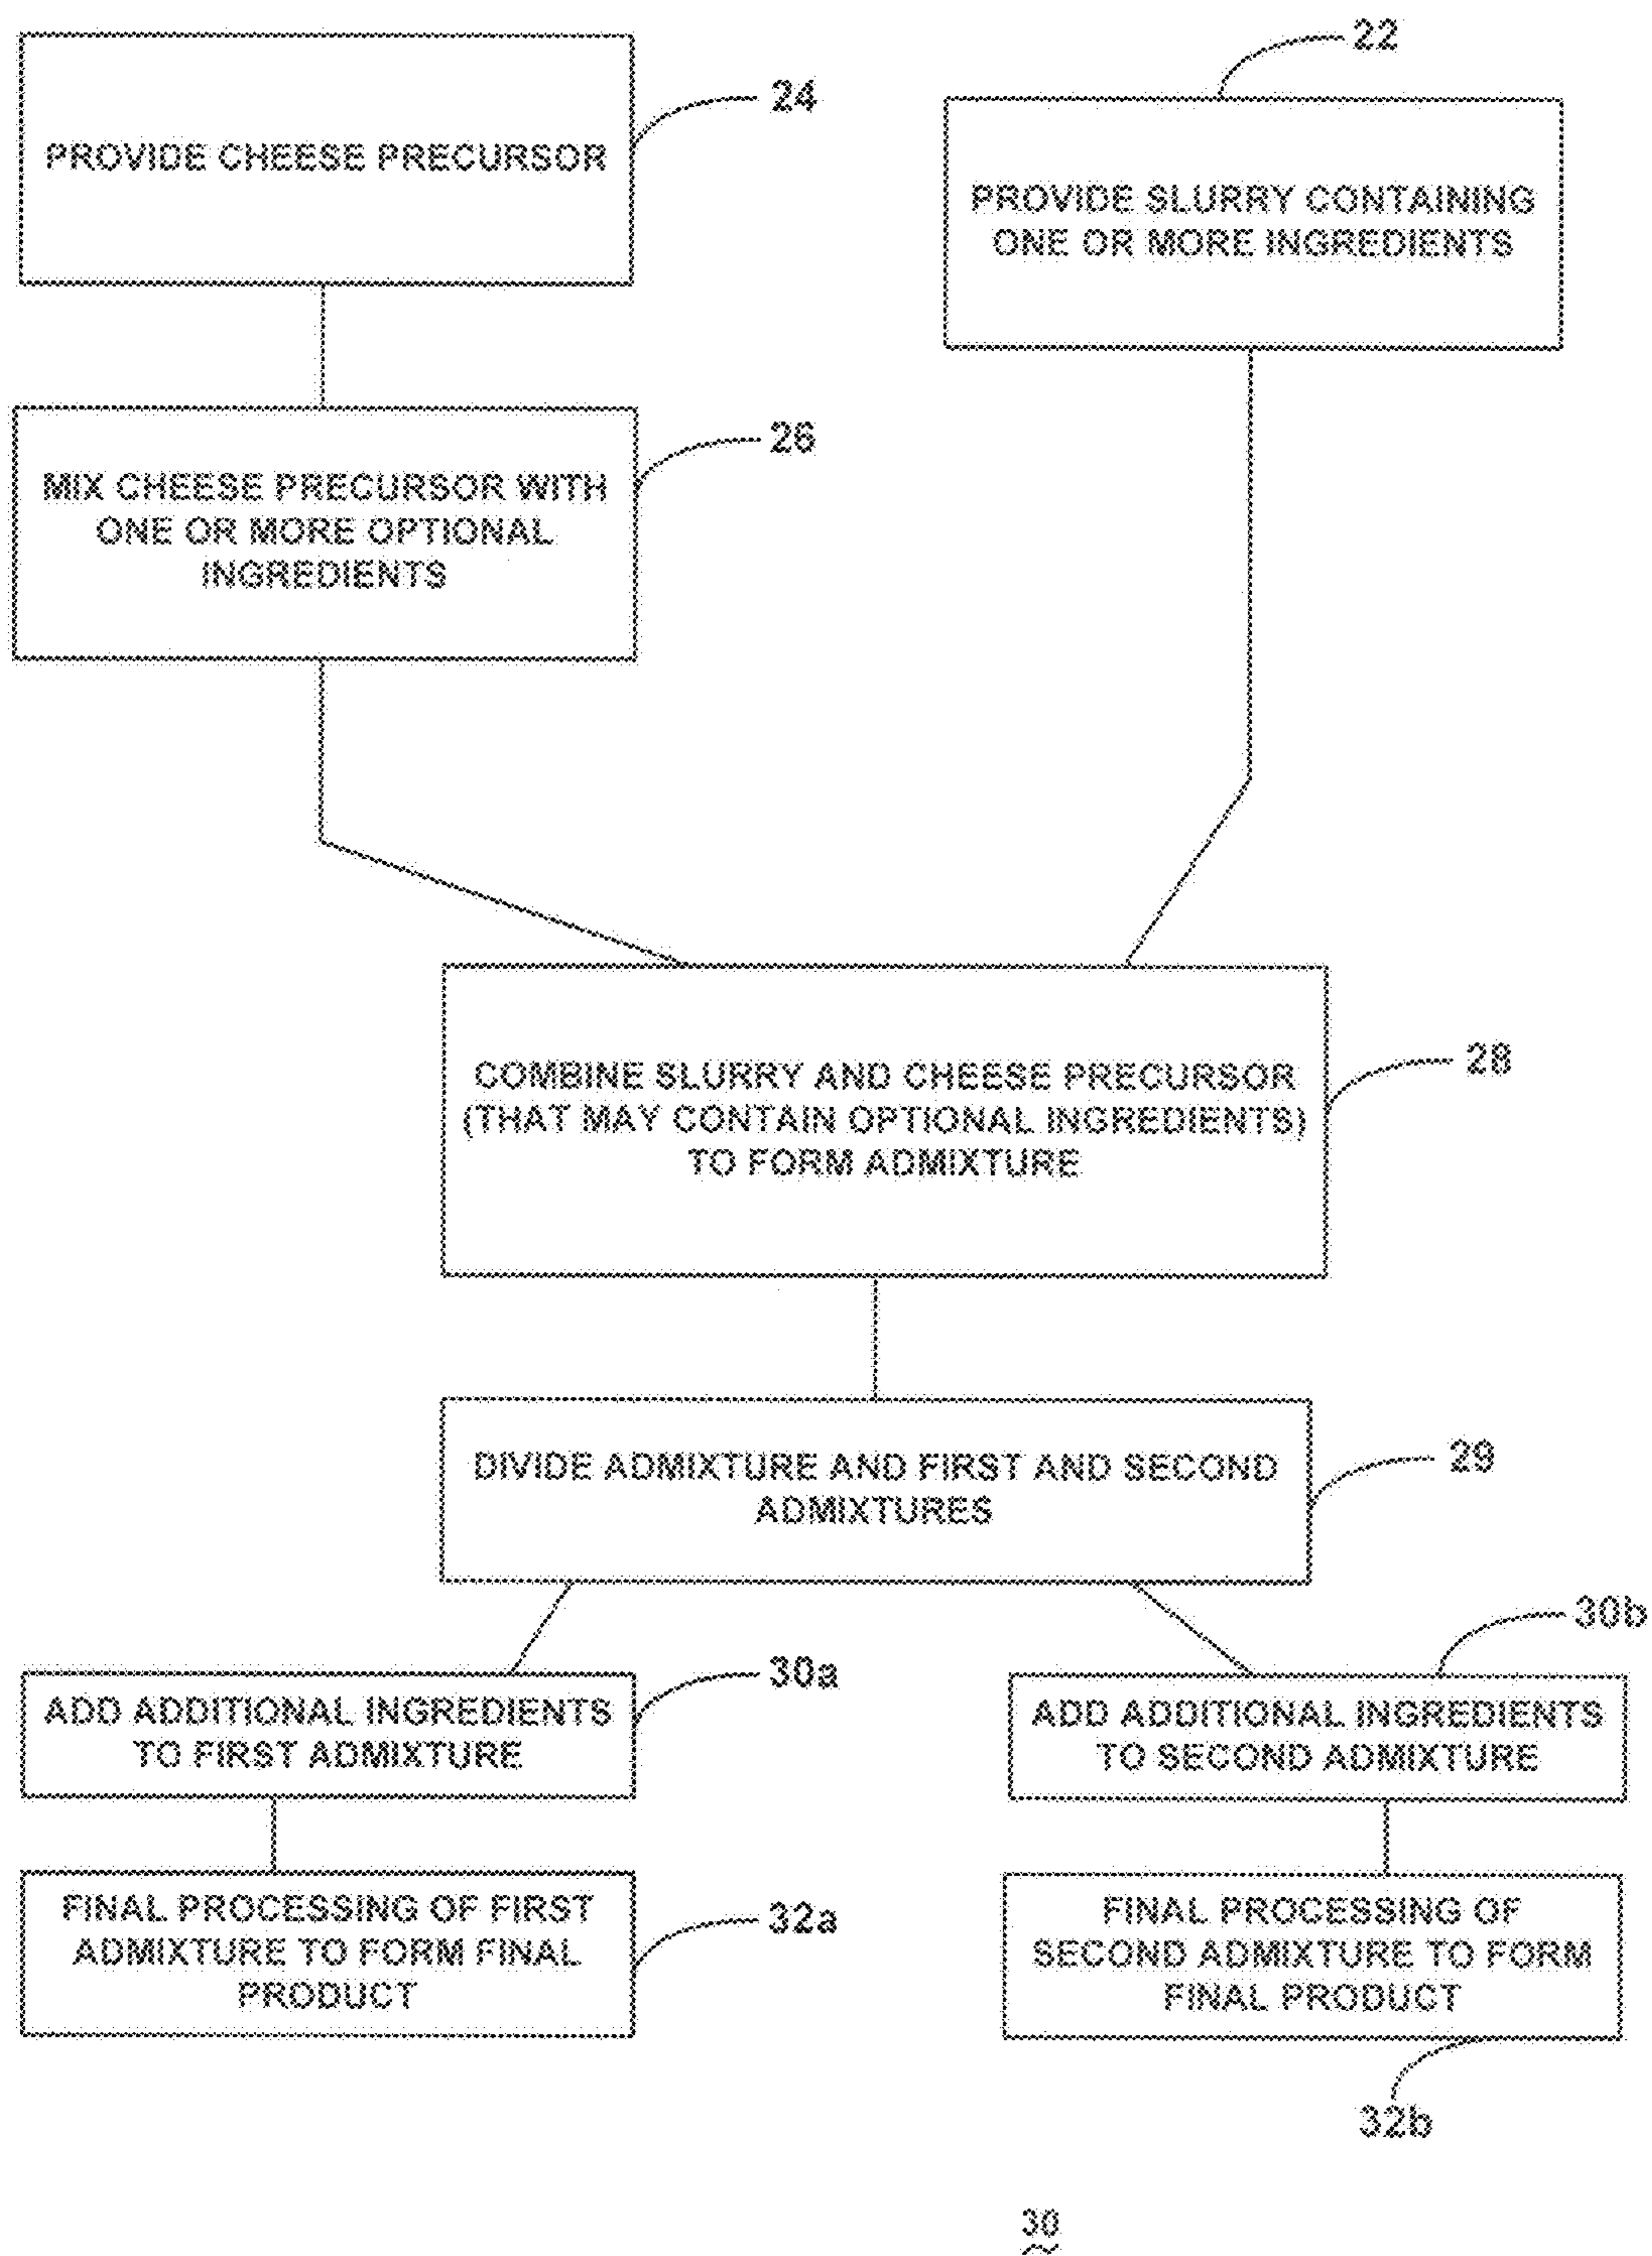 22
24
PROVIDE CHEESE PRECURSOR
PROVIDE SLURRY CONTAINING
ONE OR MORE INGREDIENTS
26
MIX CHEESE PRECURSOR WITH
ONE OR MORE OPTIONAL
INGREDIENTS
28
COMBINE SLURRY AND CHEESE PRECURSOR
(THAT MAY CONTAIN OPTIONAL INGREDIENTS)
TO FORM ADMIXTURE
29
DIVIDE ADMIXTURE AND FIRST AND SECOND
ADMIXTURES
30a
ADD ADDITIONAL INGREDIENTS
TO FIRST ADMIXTURE
30b
ADD ADDITIONAL INGREDIENTS
TO SECOND ADMIXTURE
32a
FINAL PROCESSING OF FIRST
ADMIXTURE TO FORM FINAL
PRODUCT
FINAL PROCESSING OF
SECOND ADMIXTURE TO FORM
FINAL PRODUCT
32b
30